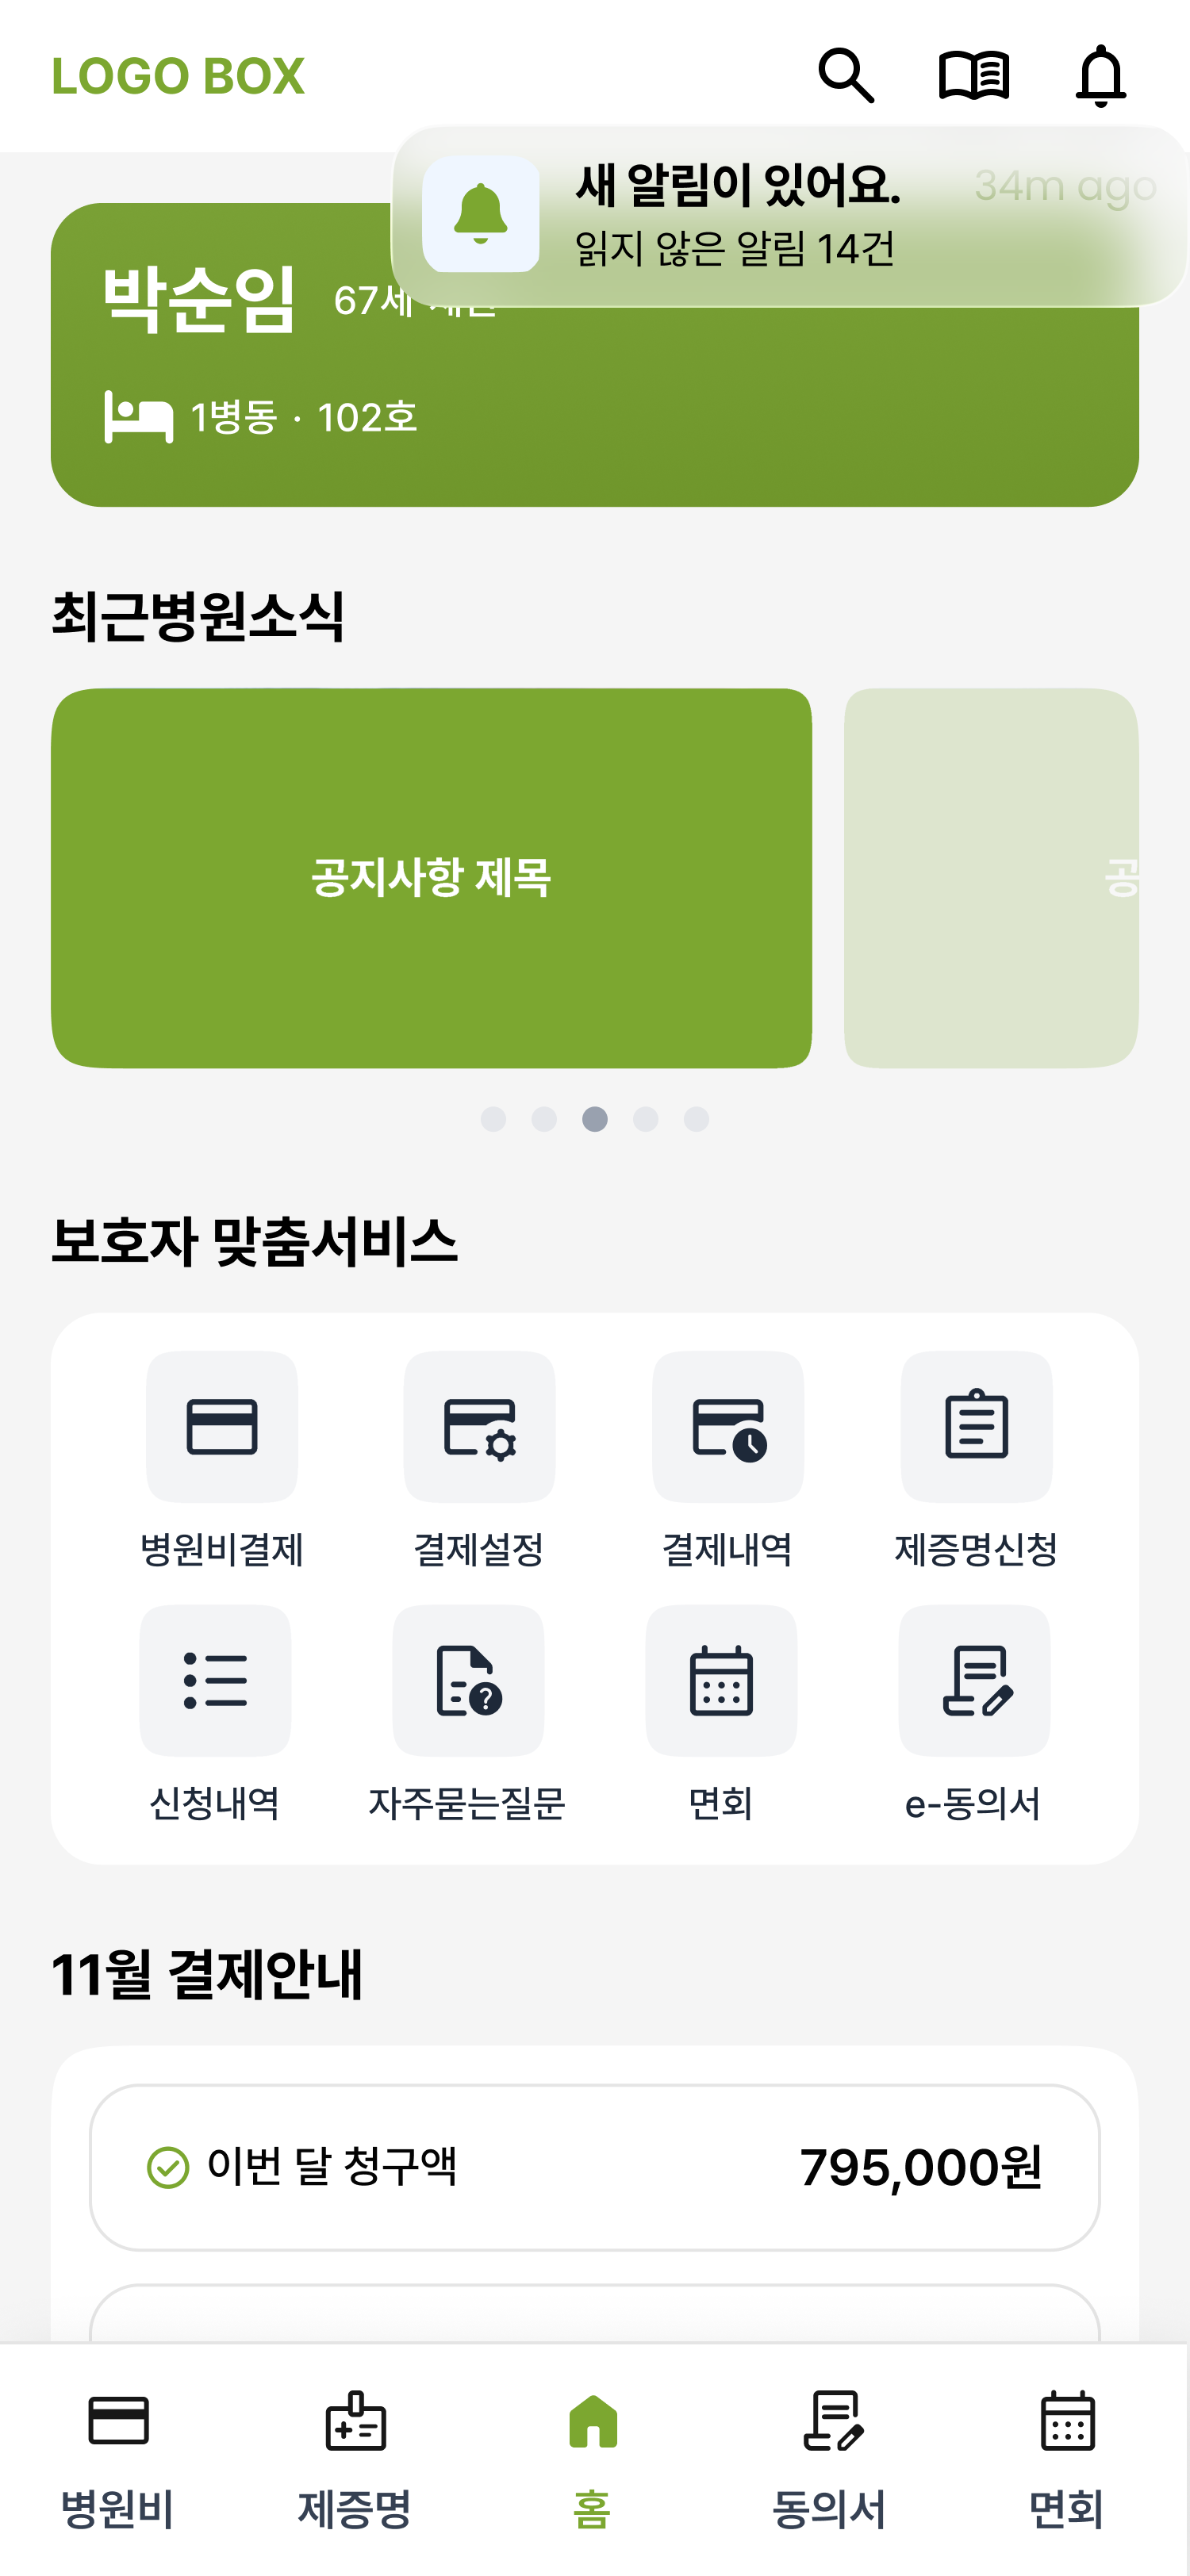 LOGO BOX
새 알림이 있어요. 34m ago
읽지 않은 알림 14건
박순임 67세
1병동 · 102호
최근병원소식
공지사항 제목
공
보호자 맞춤서비스
병원비결제 결제설정 결제내역 제증명신청
신청내역 자주묻는질문 면회 e-동의서
11월 결제안내
이번 달 청구액 795,000원
병원비 제증명 홈 동의서 면회